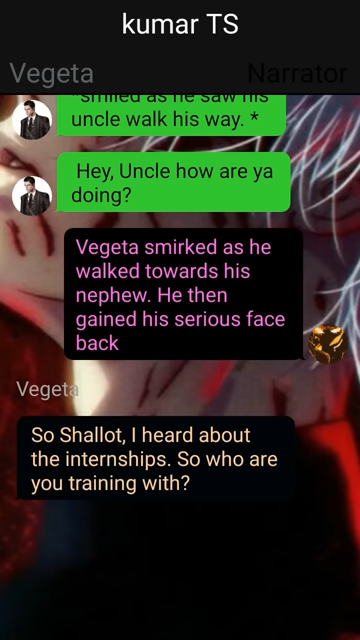 kumar TS
Vegeta
Narrator
*smiled as he saw his
uncle walk his way. *
Hey, Uncle how are ya
doing?
Vegeta smirked as he
walked towards his
nephew. He then
gained his serious face
back
Vegeta
So Shallot, I heard about
the internships. So who are
you training with?